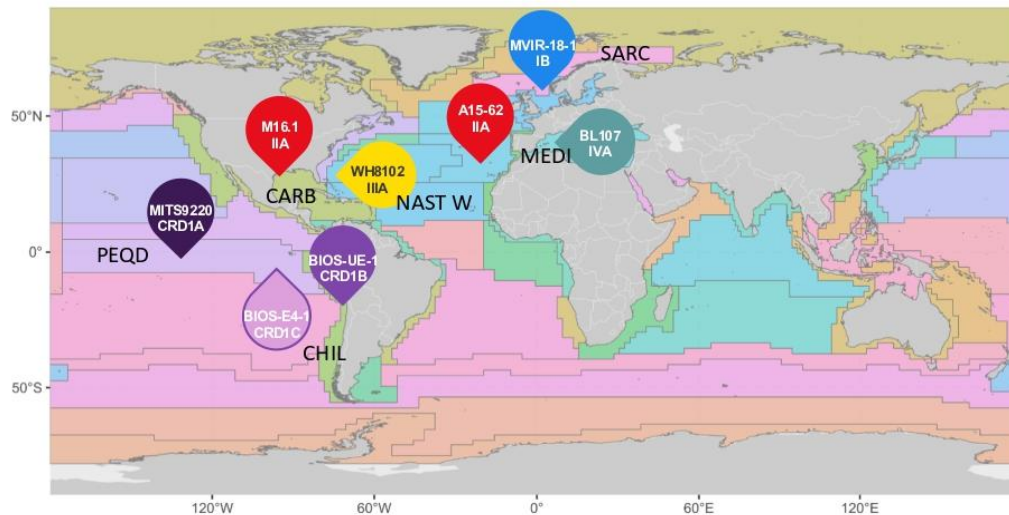 MVIR-18-1
IB
SARC
50°N
M16.1
IIA
A15-62
IIA
BL107
IVA
MEDI
WH8102
IIIA
CARB
NAST W
MITS9220
CRD1A
0°
PEQD
BIOS-UE-1
CRD1B
BIOS-E4-1
CRD1C
CHIL
50°S
120°W
60°W
0°
60°E
120°E